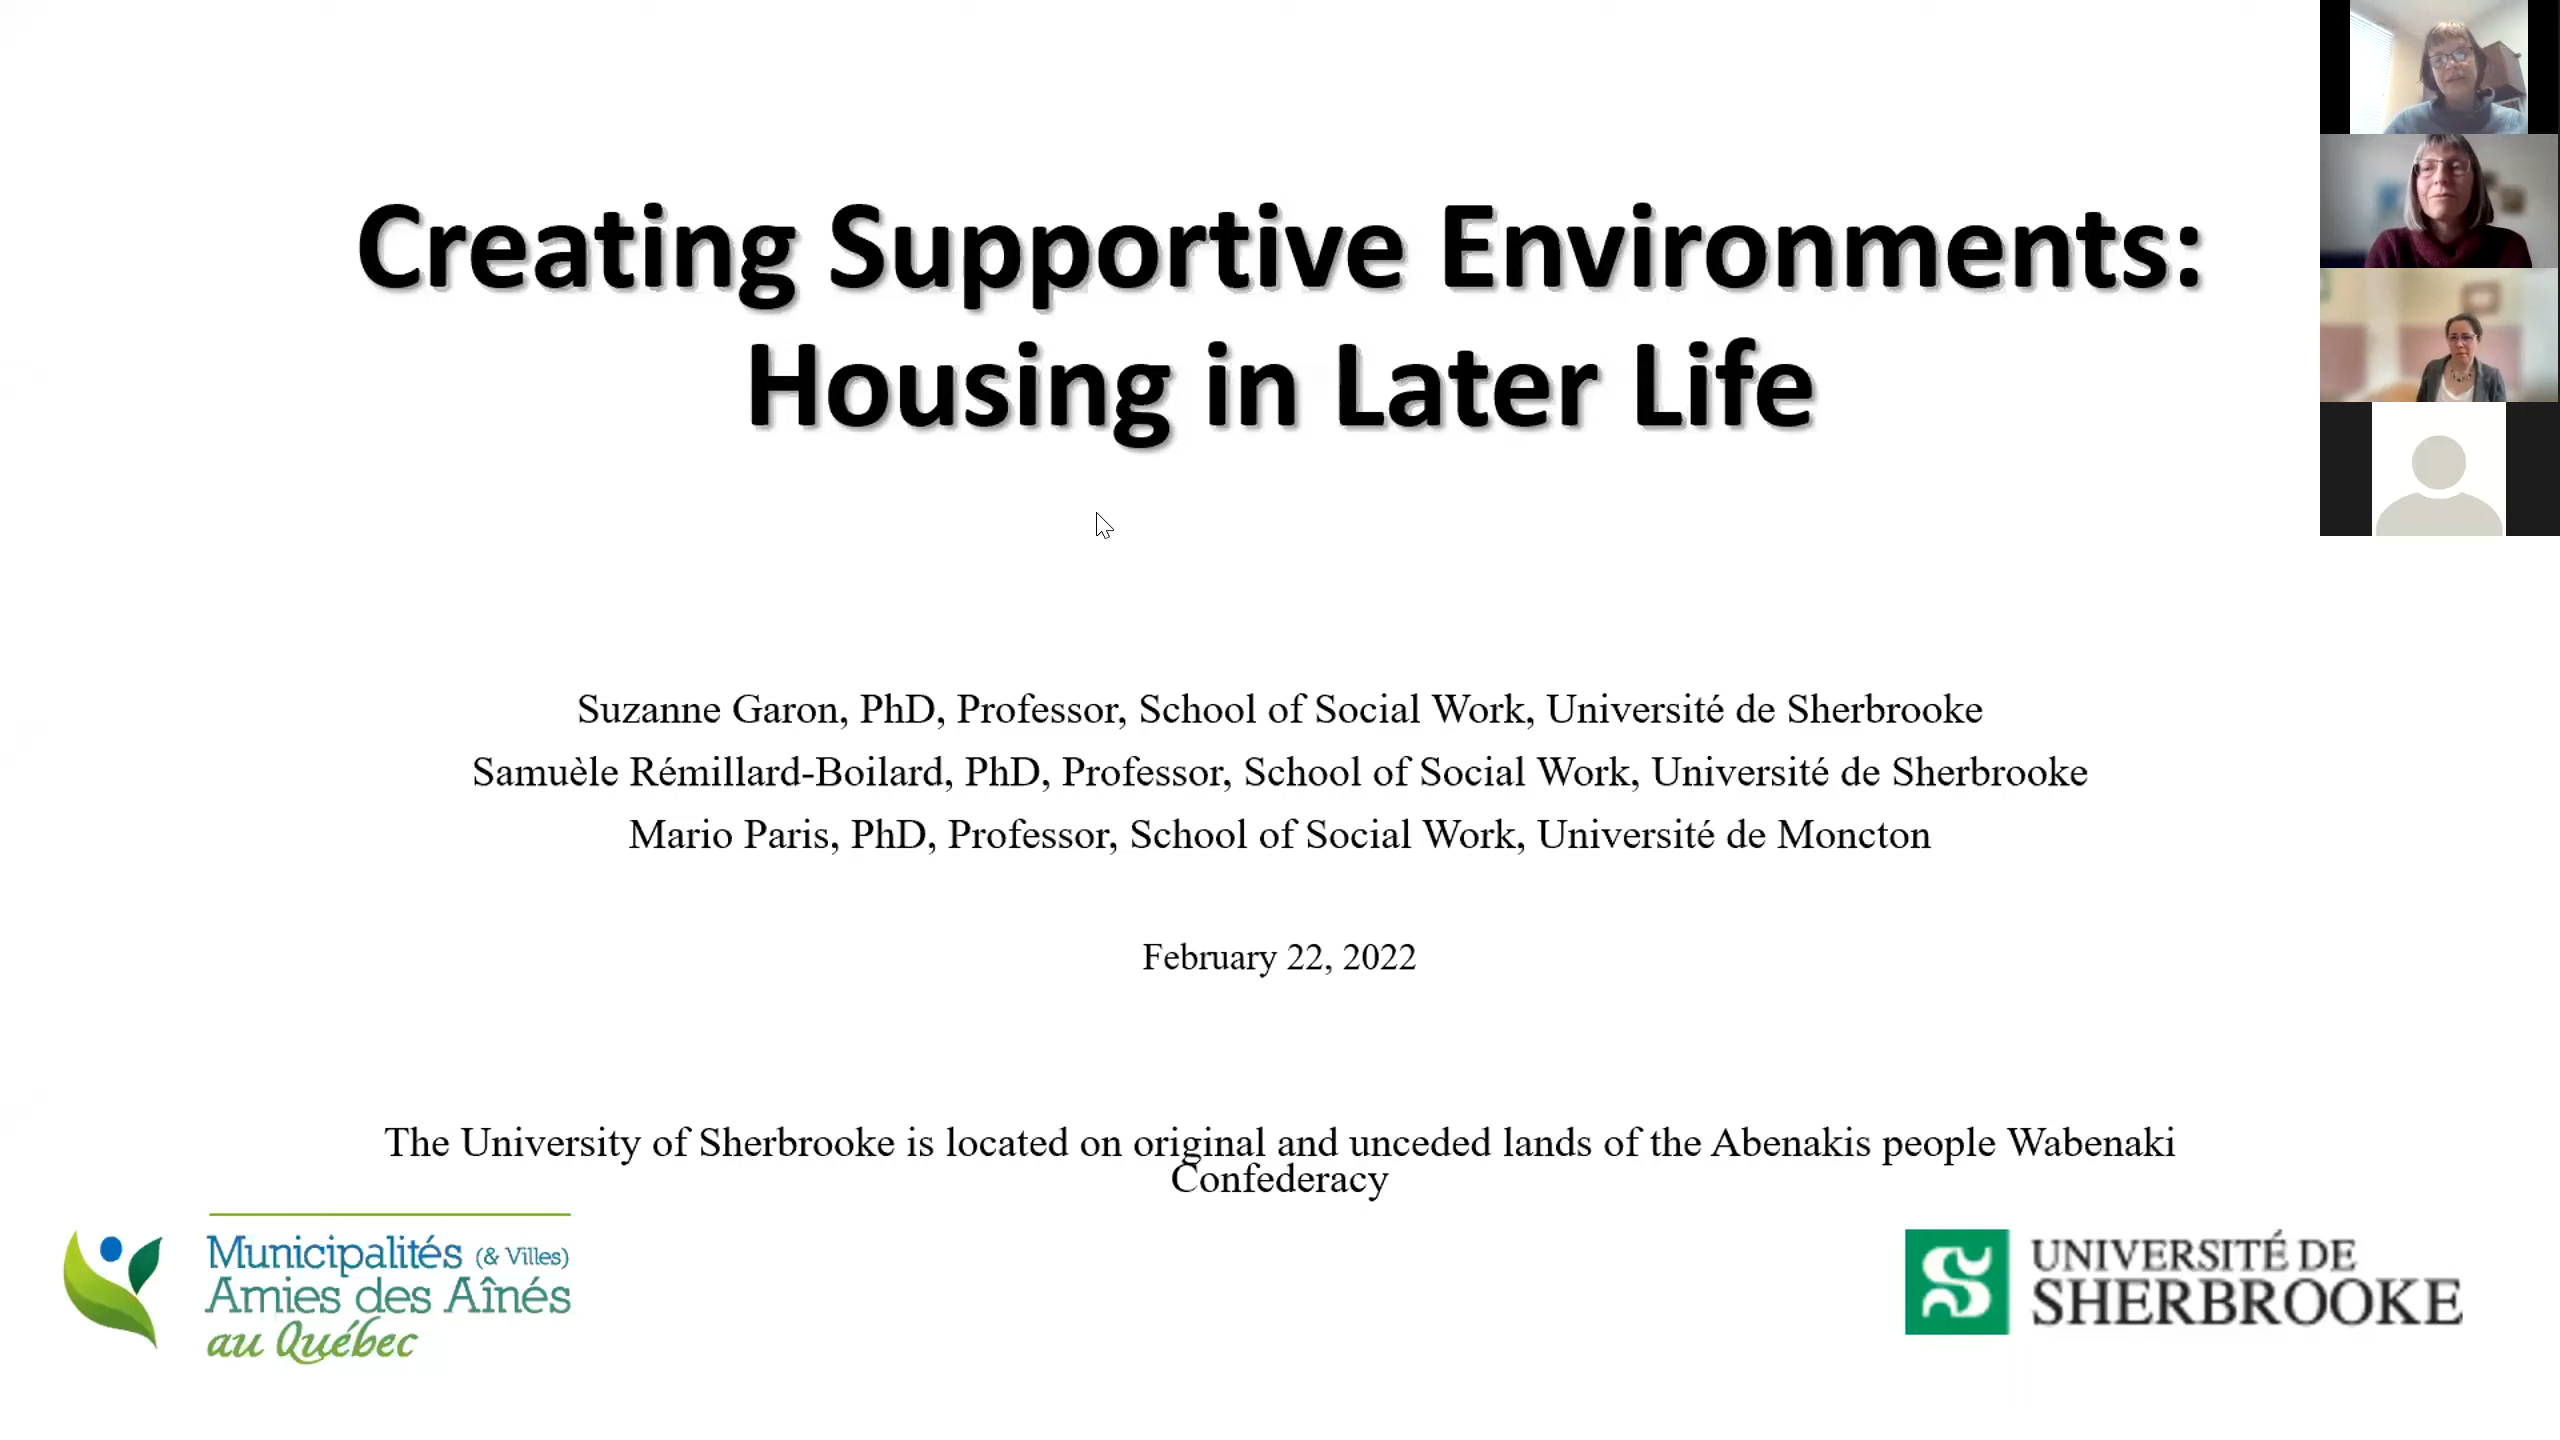 Creating Supportive Environments:
Housing in Later Life
Suzanne Garon, PhD, Professor, School of Social Work, Université de Sherbrooke
Samuèle Rémillard-Boilard, PhD, Professor, School of Social Work, Université de Sherbrooke
Mario Paris, PhD, Professor, School of Social Work, Université de Moncton
February 22, 2022
The University of Sherbrooke is located on original and unceded lands of the Abenakis people Wabenaki
Confederacy
Municipalités (& Villes)
Amies des Aînés
au Québec
UNIVERSITÉ DE
SHERBROOKE